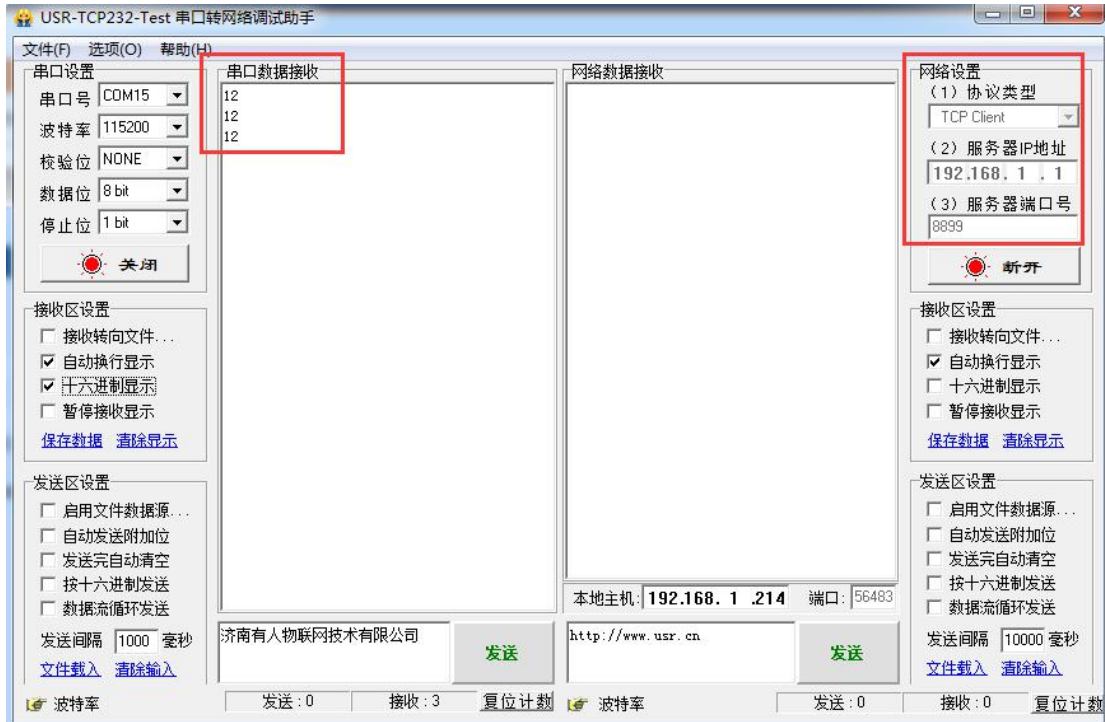 USR-TCP232-Test 串口转网络调试助手
文件(F) 选项(O) 帮助(H)
串口设置
串口号 COM15
波特率 115200
校验位 NONE
数据位 8 bit
停止位 1 bit
关闭
接收区设置
接收转向文件...
自动换行显示
十六进制显示
暂停接收显示
保存数据 清除显示
发送区设置
启用文件数据源...
自动发送附加位
发送完自动清空
按十六进制发送
数据流循环发送
发送间隔 1000 毫秒
文件载入 清除输入
串口数据接收
12
12
12
济南有人物联网技术有限公司
发送
网络数据接收
本地主机: 192.168. 1 .214 端口: 56483
http://www.usr.cn
发送
网络设置
(1) 协议类型
TCP Client
(2) 服务器IP地址
192.168. 1 . 1
(3) 服务器端口号
8899
断开
接收区设置
接收转向文件...
自动换行显示
十六进制显示
暂停接收显示
保存数据 清除显示
发送区设置
启用文件数据源...
自动发送附加位
发送完自动清空
按十六进制发送
数据流循环发送
发送间隔 10000 毫秒
文件载入 清除输入
波特率 发送:0 接收:3 复位计数 波特率 发送:0 接收:0 复位计数